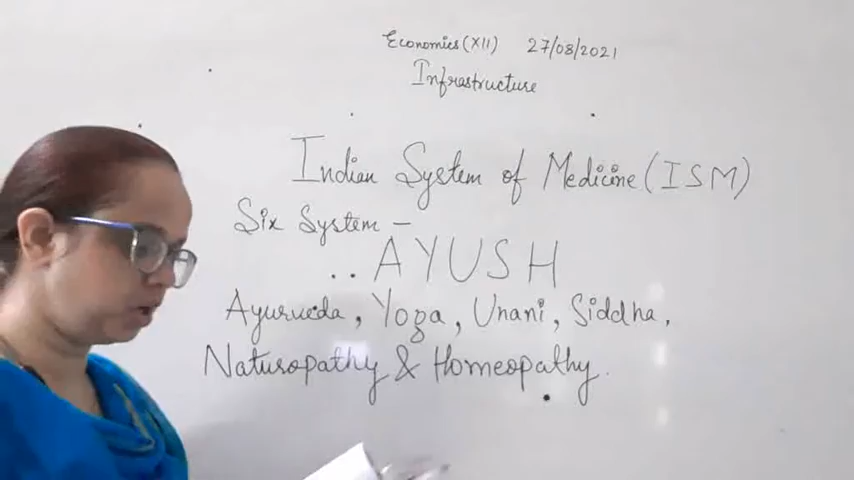 Economics (XII) 27/08/2021
Infrastructure
Indian System of Medicine (ISM)
Six System -
AYUSH
Ayurveda, Yoga, Unani, Siddha,
Naturopathy & Homeopathy.